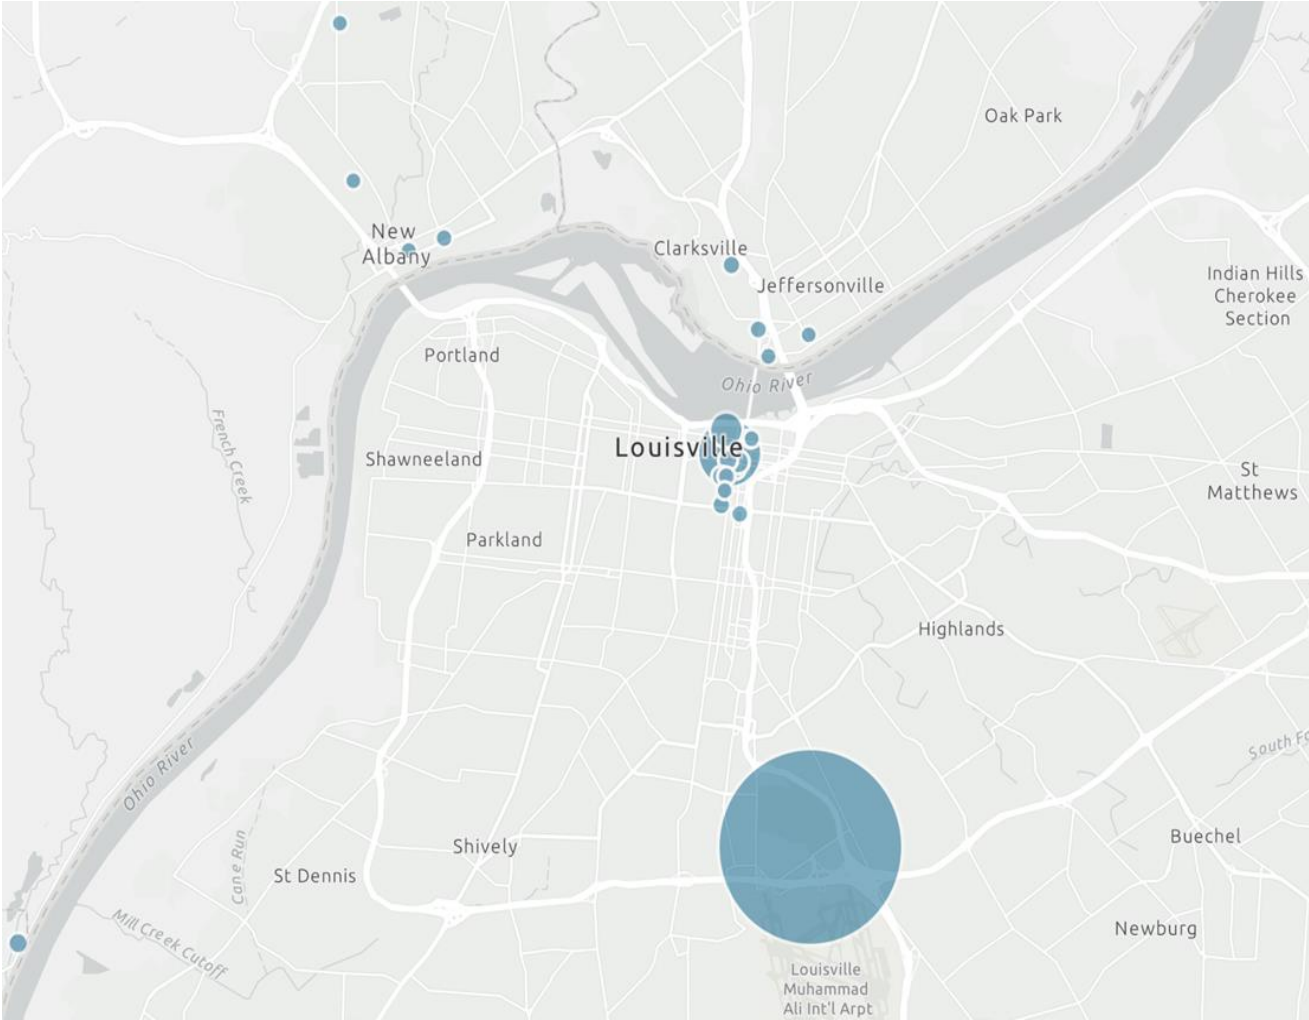 Oak Park
New
Albany
Clarksville
Jeffersonville
Indian Hills
Cherokee
Section
Portland
Ohio River
French Creek
Louisville
Shawneeland
St
Matthews
Parkland
Highlands
Ohio River
South Fo
Shively
Buechel
Cane Run
St Dennis
Mill Creek Cutoff
Newburg
Louisville
Muhammad
Ali Int'l Arpt